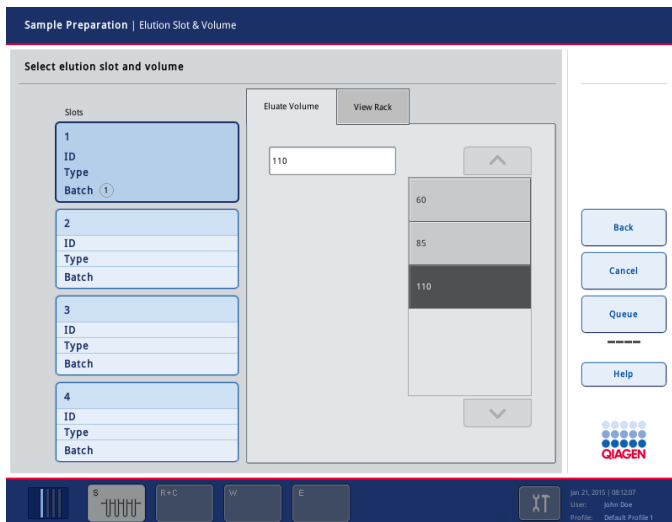 Sample Preparation | Elution Slot & Volume
Select elution slot and volume
Slots
1
ID
Type
Batch 1
2
ID
Type
Batch
3
ID
Type
Batch
4
ID
Type
Batch
Eluate Volume
View Rack
110
60
85
110
Back
Cancel
Queue
Help
QIAGEN
S
R+C
W
E
Jan 21, 2015 | 08:12:07
User: John Doe
Profile: Default Profile 1